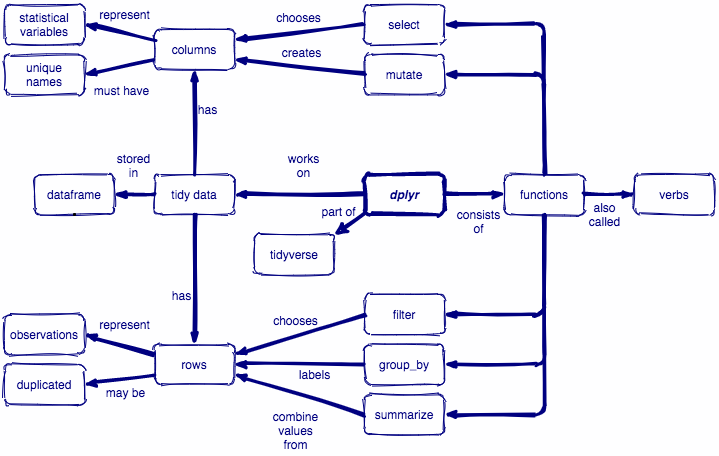 statistical
variables
represent
chooses
select
columns
unique
names
must have
creates
mutate
has
stored
in
works
on
dataframe
tidy data
dplyr
functions
verbs
part of
consists
of
also
called
tidyverse
has
observations
represent
chooses
filter
rows
duplicated
may be
labels
group_by
combine
values
from
summarize